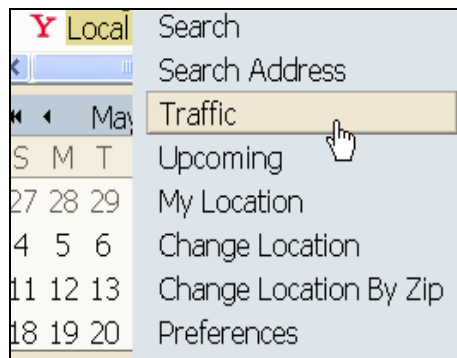 Y Local
Search
Search Address
Traffic
Upcoming
My Location
Change Location
Change Location By Zip
Preferences
May
S M T
27 28 29
4 5 6
11 12 13
18 19 20